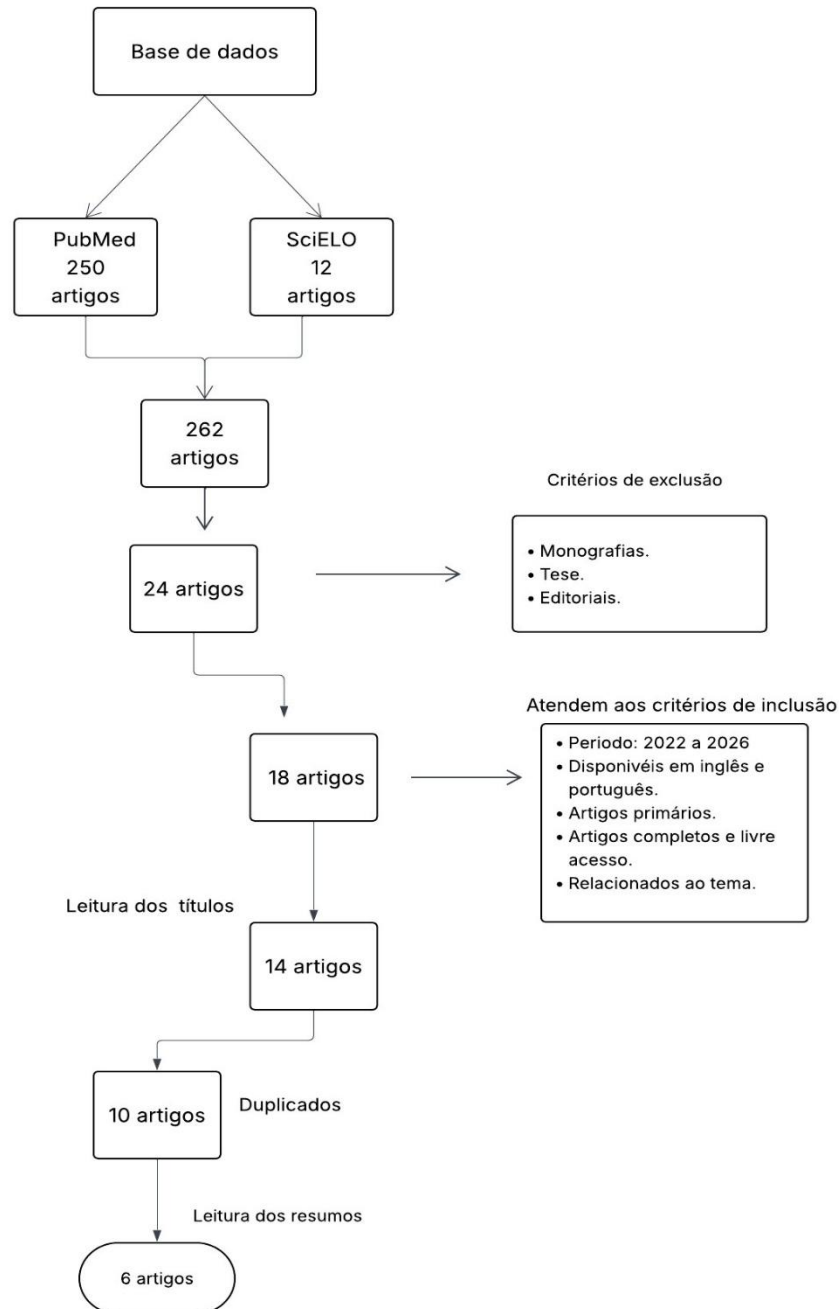 Base de dados
PubMed
250
artigos
SciELO
12
artigos
262
artigos
Critérios de exclusão
24 artigos
• Monografias.
• Tese.
• Editoriais.
Atendem aos critérios de inclusão
18 artigos
• Periodo: 2022 a 2026
• Disponivéis em inglês e
português.
• Artigos primários.
• Artigos completos e livre
acesso.
• Relacionados ao tema.
Leitura dos títulos
14 artigos
10 artigos
Duplicados
Leitura dos resumos
6 artigos